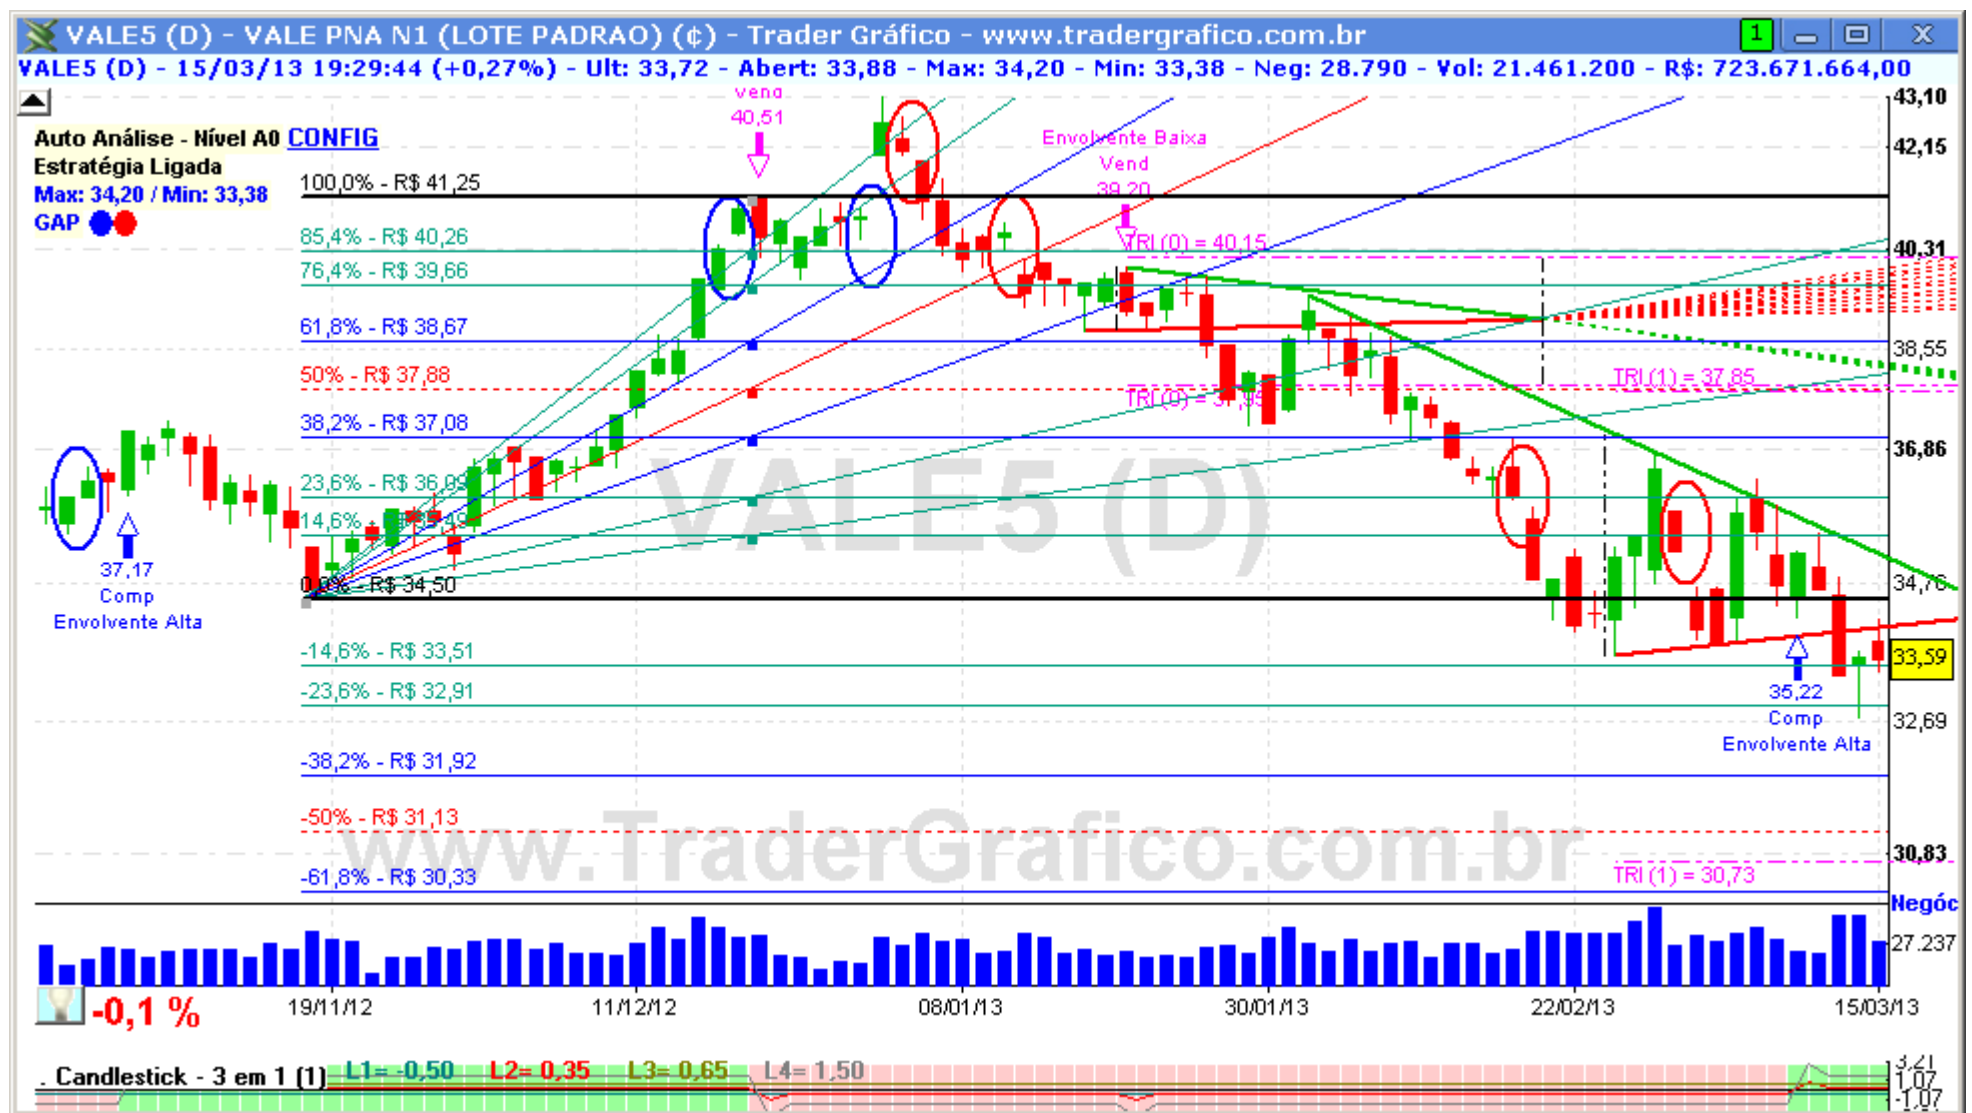 VALE5 (D) - VALE PNA N1 (LOTE PADRAO) (¢) - Trader Gráfico - www.tradergrafico.com.br
1
VALE5 (D) - 15/03/13 19:29:44 (+0,27%) - Ult: 33,72 - Abert: 33,88 - Max: 34,20 - Min: 33,38 - Neg: 28.790 - Vol: 21.461.200 - R$: 723.671.664,00
Auto Análise - Nível A0 CONFIG
Estratégia Ligada
Max: 34,20 / Min: 33,38
GAP
Vend
40,51
Envolvente Baixa
Vend
39,20
100,0% - R$ 41,25
85,4% - R$ 40,26
76,4% - R$ 39,66
61,8% - R$ 38,67
50% - R$ 37,88
38,2% - R$ 37,08
23,6% - R$ 36,09
14,6% - R$ 35,49
0,0% - R$ 34,50
-14,6% - R$ 33,51
-23,6% - R$ 32,91
-38,2% - R$ 31,92
-50% - R$ 31,13
-61,8% - R$ 30,33
TRI (0) = 40,15
TRI (0) = 37,95
TRI (1) = 37,85
TRI (1) = 30,73
37,17
Comp
Envolvente Alta
35,22
Comp
Envolvente Alta
VALE5 (D)
www.TraderGrafico.com.br
43,10
42,15
40,31
38,55
36,86
34,76
33,59
32,69
30,83
Negóc
27.237
-0,1 %
19/11/12
11/12/12
08/01/13
30/01/13
22/02/13
15/03/13
. Candlestick - 3 em 1 (1) L1= -0,50 L2= 0,35 L3= 0,65 L4= 1,50
3,21
1,07
-1,07